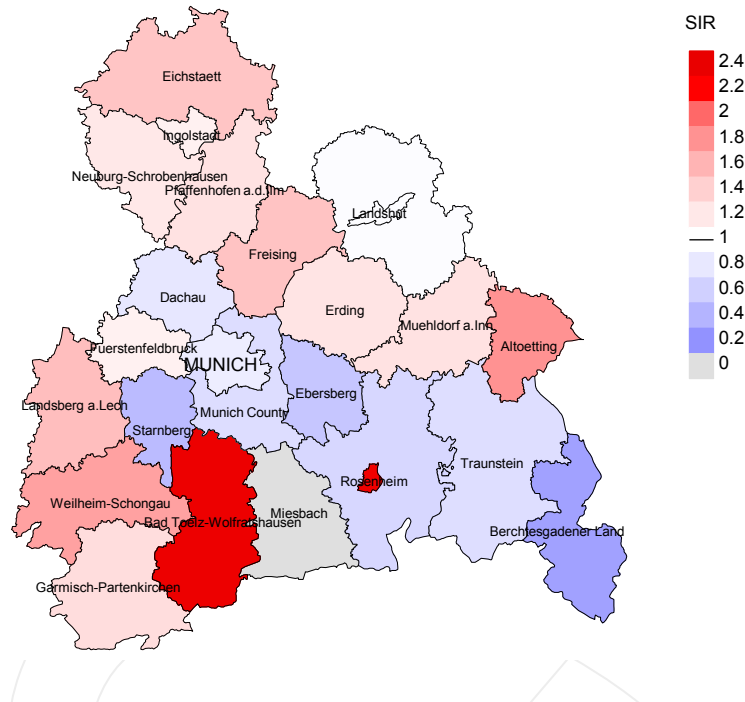 SIR
2.4
2.2
2
1.8
1.6
1.4
1.2
1
0.8
0.6
0.4
0.2
0
Eichstaett
Ingolstadt
Neuburg-Schrobenhausen
Pfaffenhofen a.d.Ilm
Landshut
Freising
Dachau
Erding
Muehldorf a.Inn
Altoetting
Fuerstenfeldbruck
MUNICH
Ebersberg
Landsberg a.Lech
Munich County
Starnberg
Traunstein
Rosenheim
Weilheim-Schongau
Miesbach
Bad Toelz-Wolfratshausen
Berchtesgadener Land
Garmisch-Partenkirchen